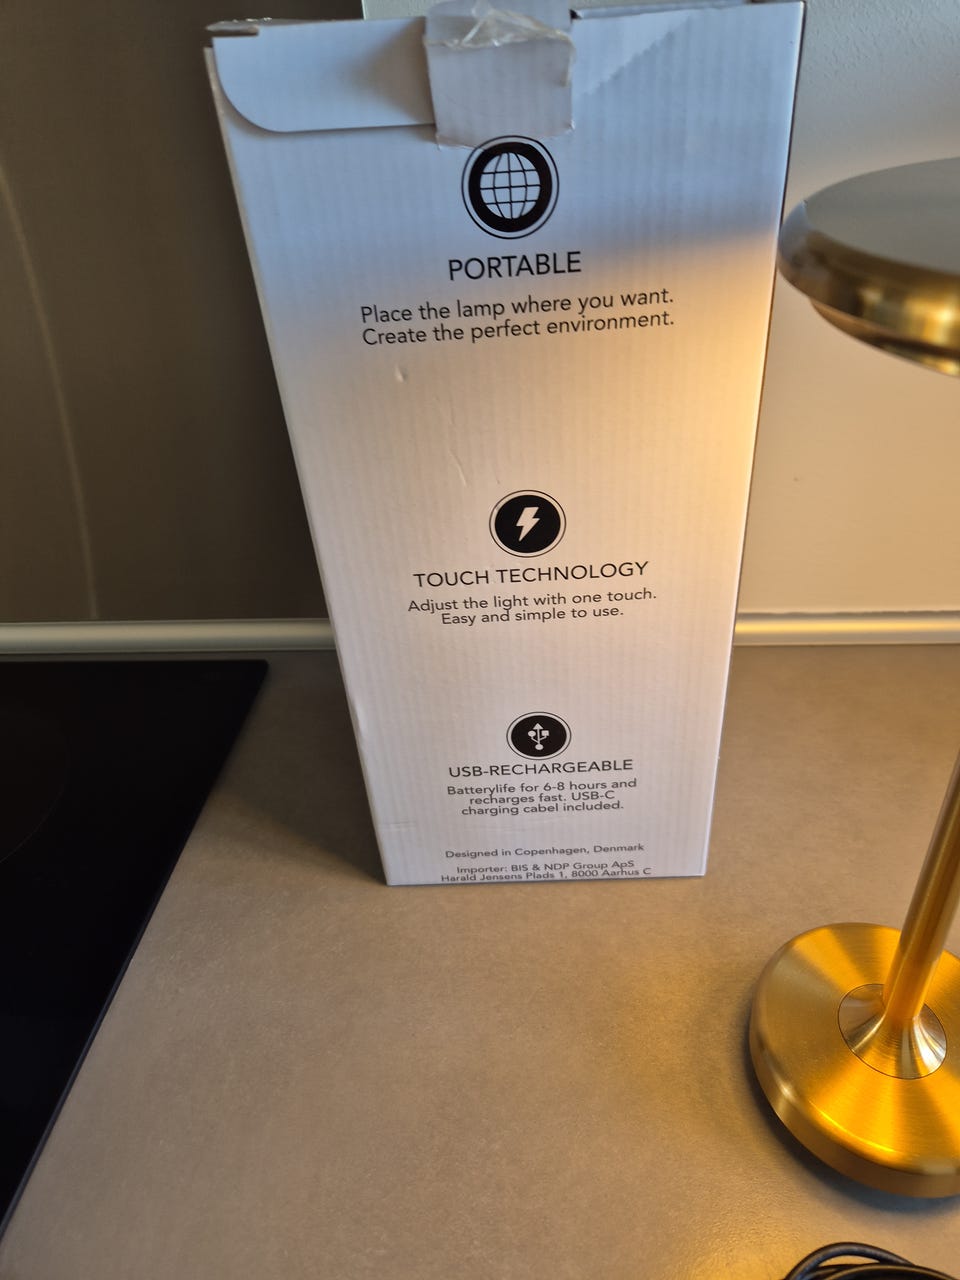 PORTABLE
Place the lamp where you want.
Create the perfect environment.
TOUCH TECHNOLOGY
Adjust the light with one touch.
Easy and simple to use.
USB-RECHARGEABLE
Batterylife for 6-8 hours and
recharges fast. USB-C
charging cabel included.
Designed in Copenhagen, Denmark
Importer: BIS & NDP Group ApS
Harald Jensens Plads 1, 8000 Aarhus C